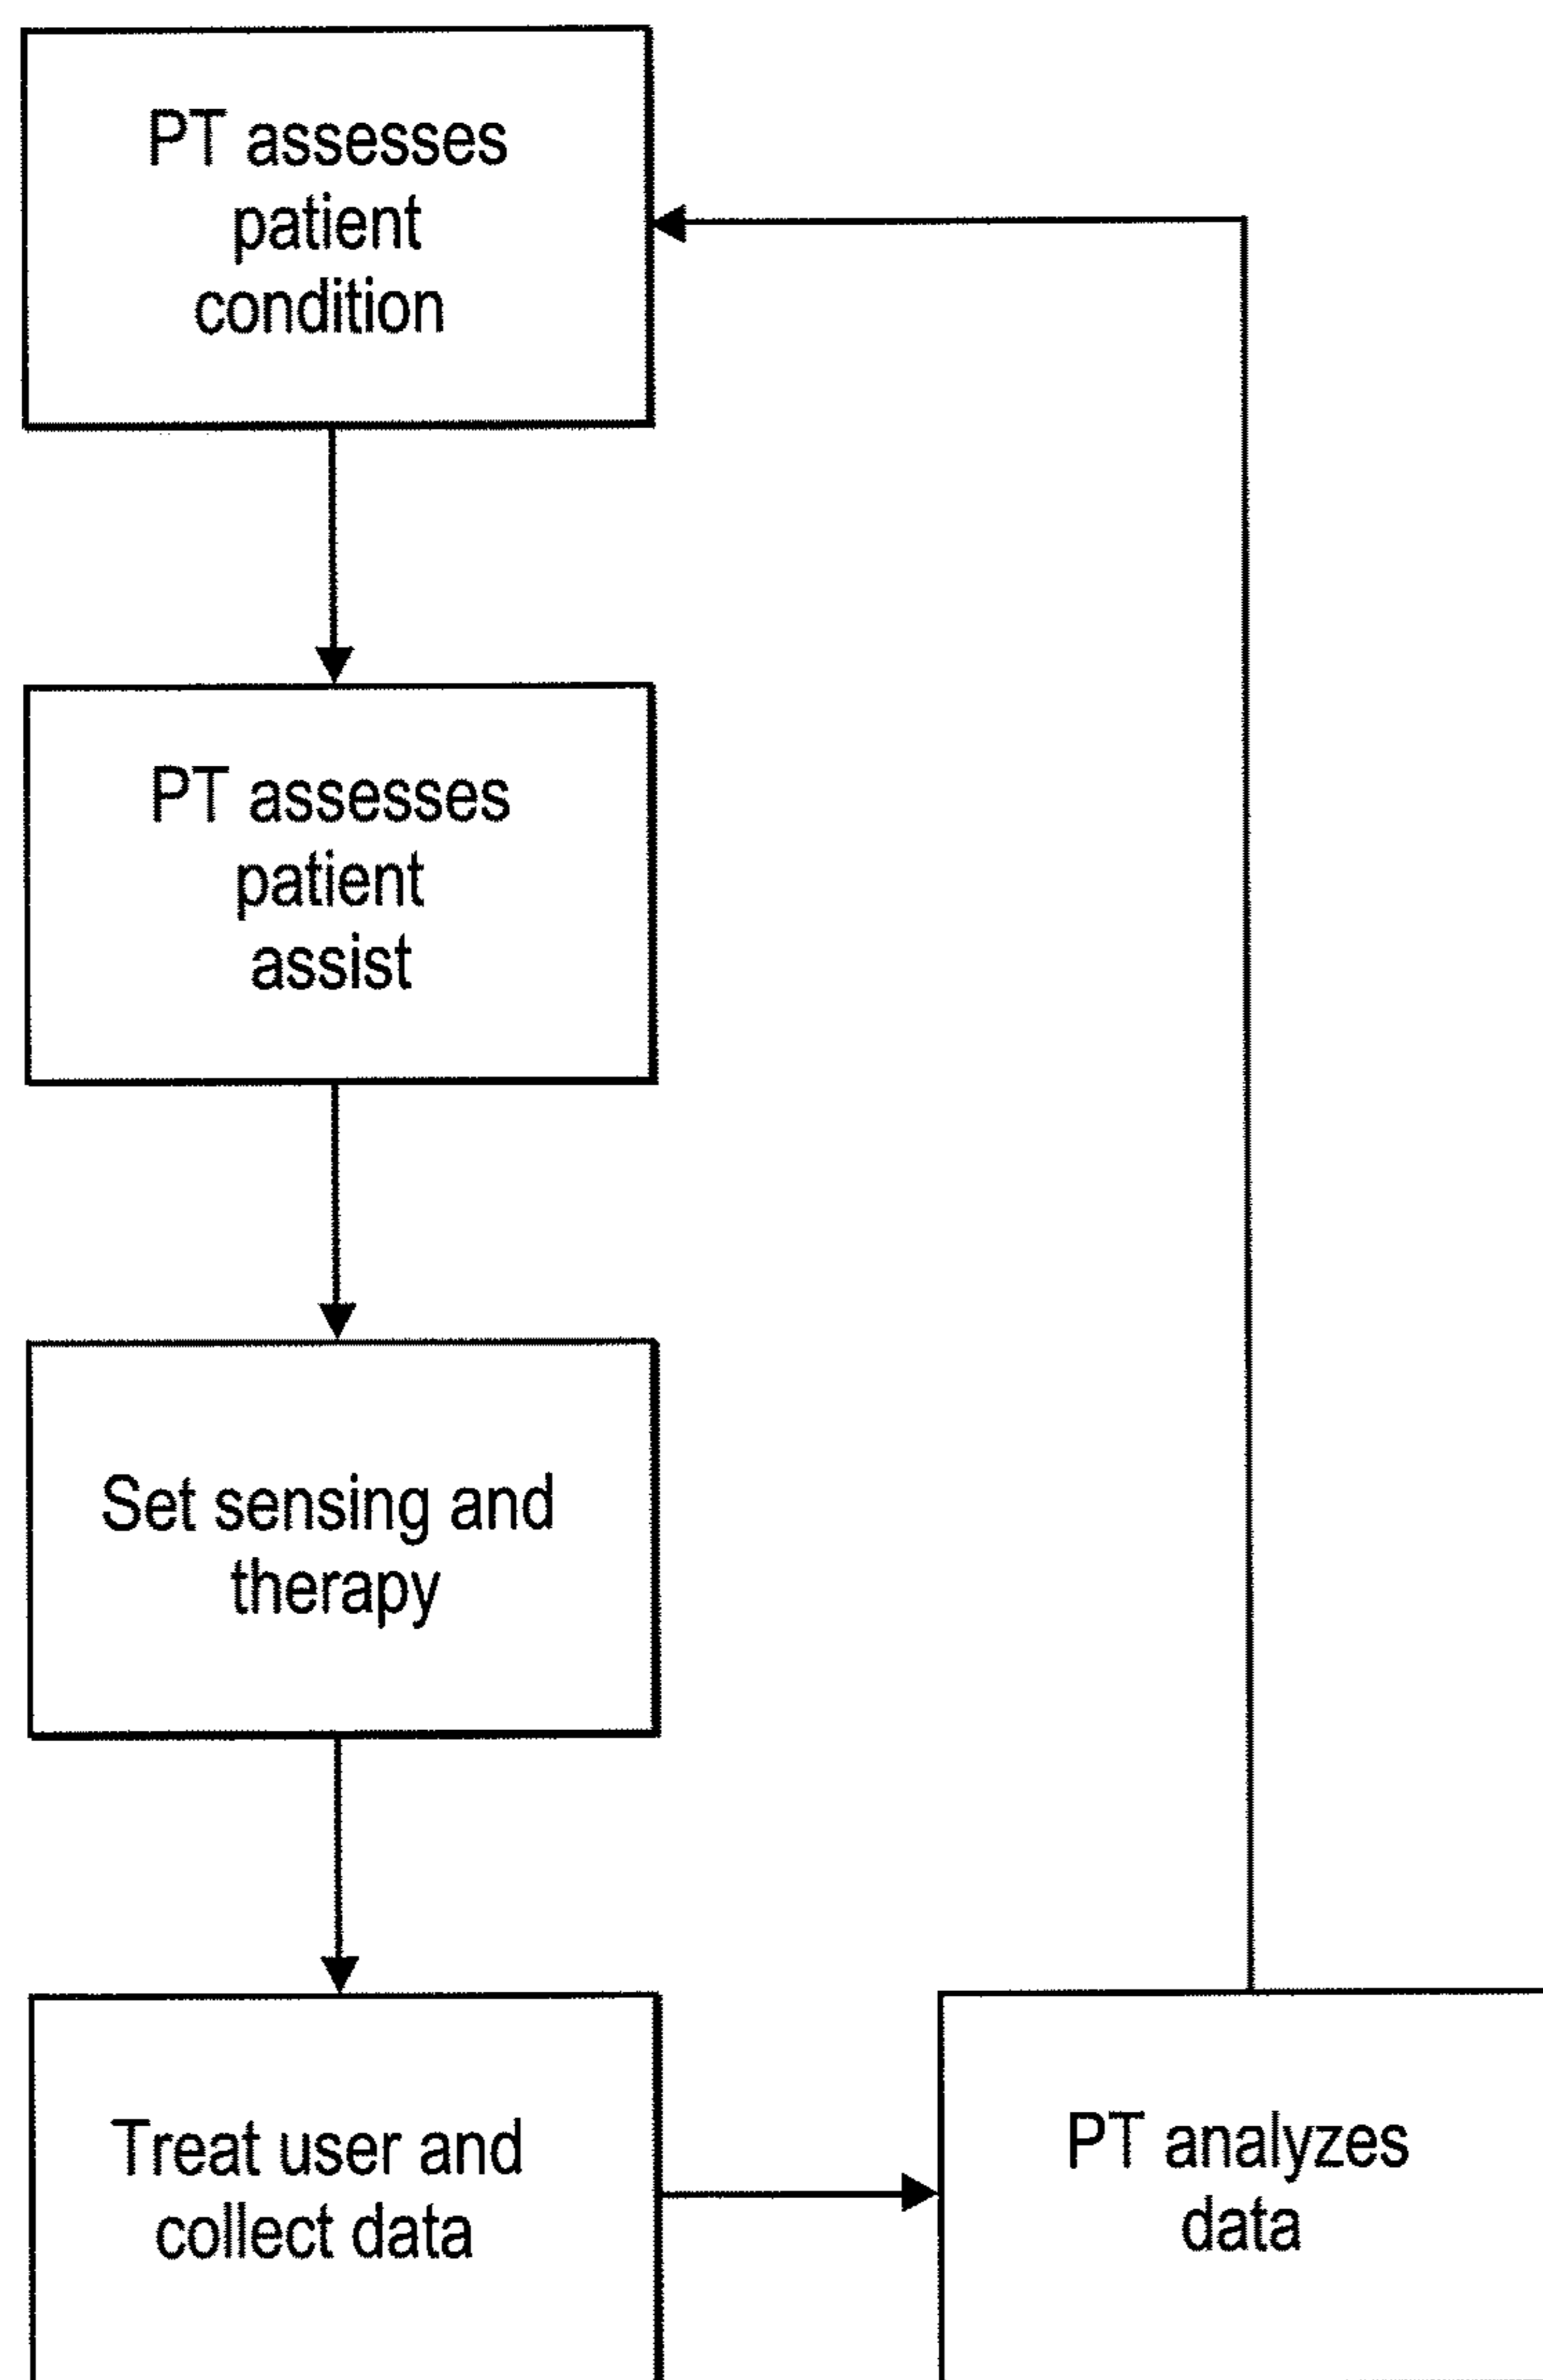 PT assesses
patient
condition
PT assesses
patient
assist
Set sensing and
therapy
Treat user and
collect data
PT analyzes
data